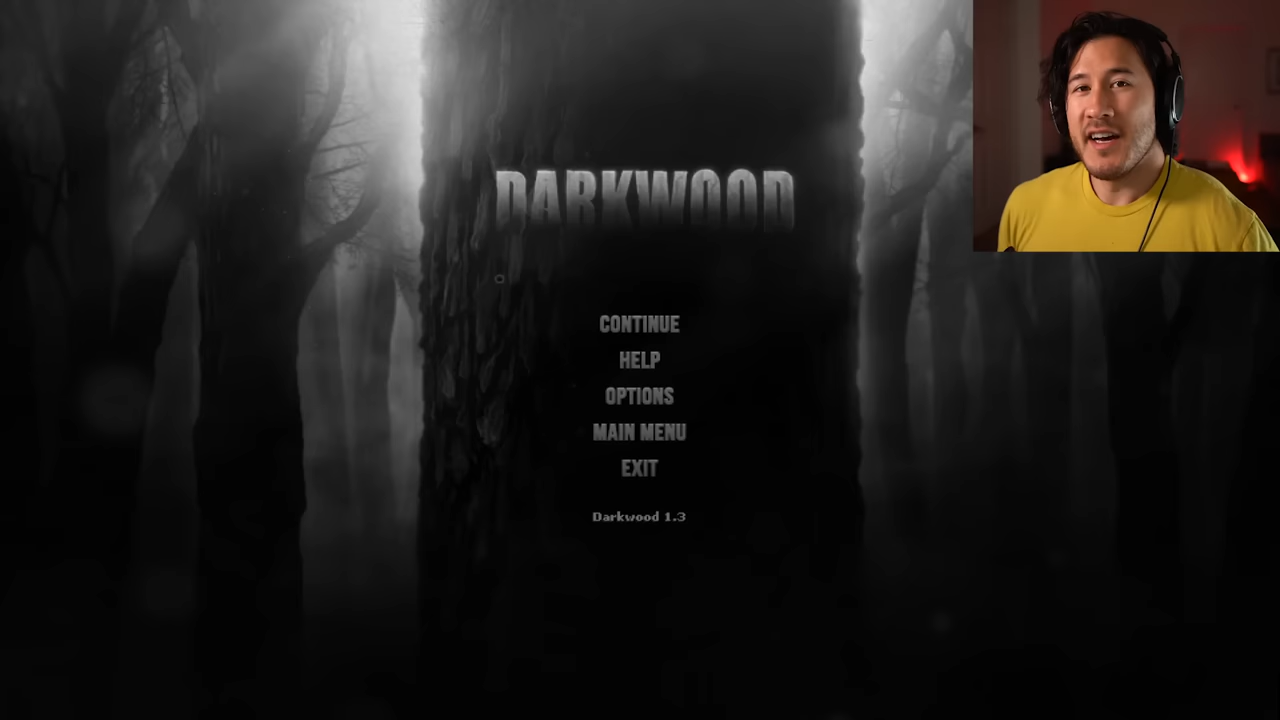 DARKWOOD
CONTINUE
HELP
OPTIONS
MAIN MENU
EXIT
Darkwood 1.3